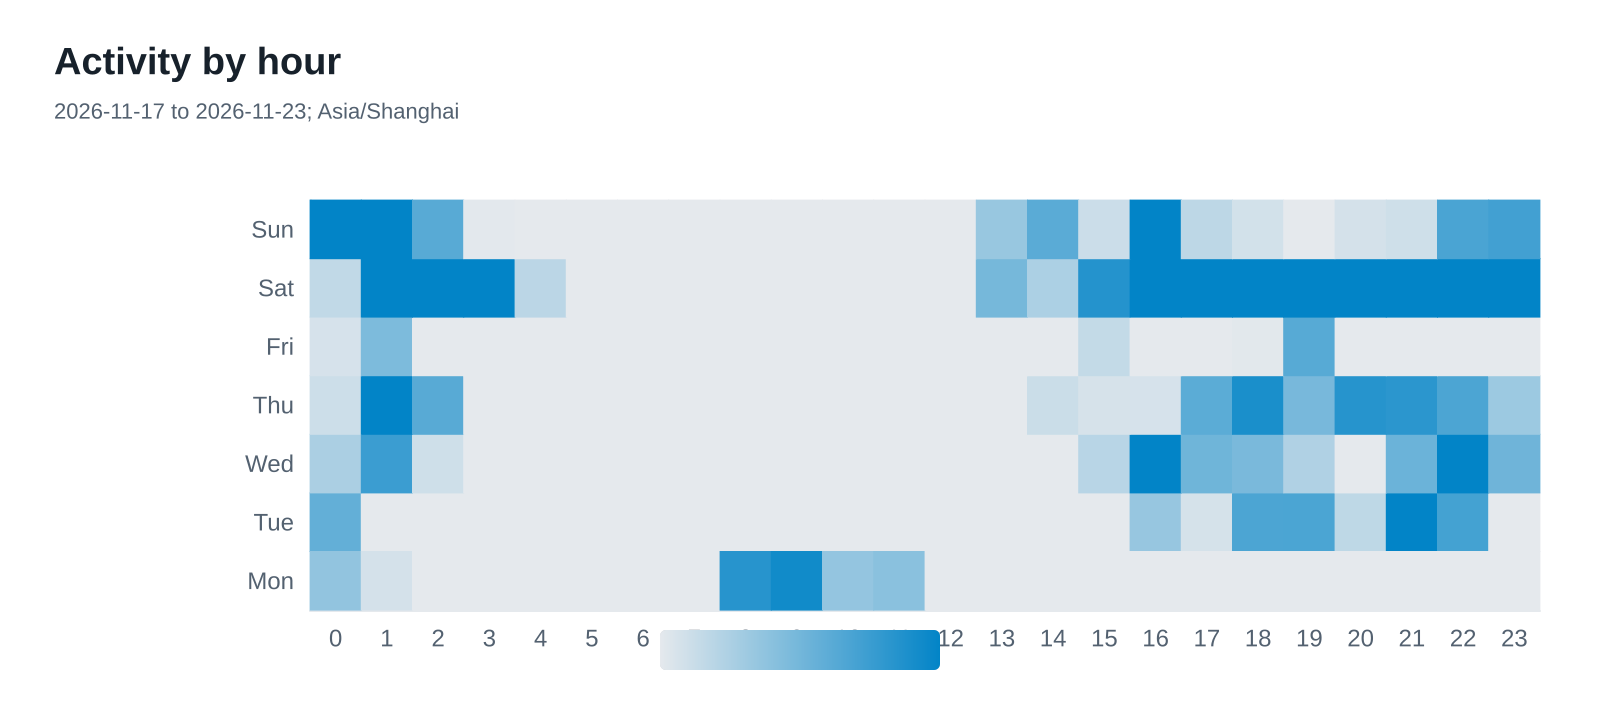 Activity by hour
2026-11-17 to 2026-11-23; Asia/Shanghai
Sun
Sat
Fri
Thu
Wed
Tue
Mon
0 1 2 3 4 5 6 12 13 14 15 16 17 18 19 20 21 22 23